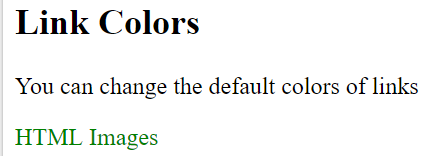 Link Colors
You can change the default colors of links
HTML Images